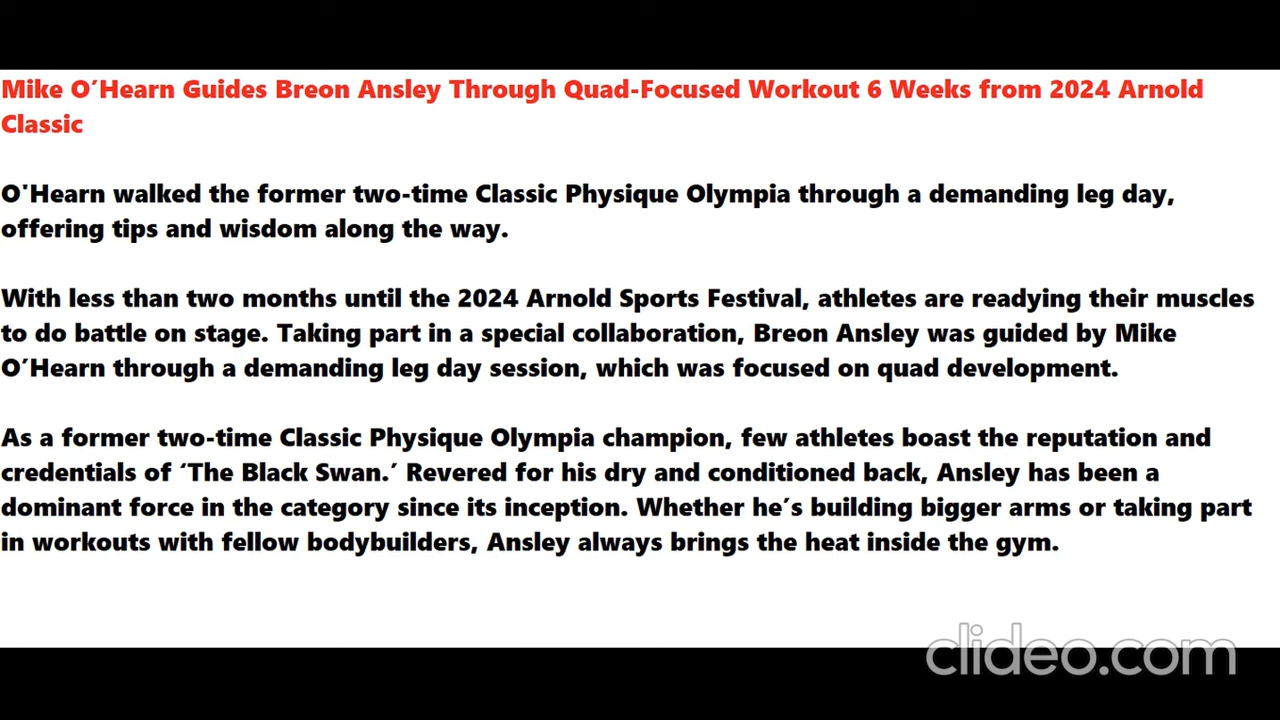 Mike O′Hearn Guides Breon Ansley Through Quad-Focused Workout 6 Weeks from 2024 Arnold
Classic
O'Hearn walked the former two-time Classic Physique Olympia through a demanding leg day,
offering tips and wisdom along the way.
With less than two months until the 2024 Arnold Sports Festival, athletes are readying their muscles
to do battle on stage. Taking part in a special collaboration, Breon Ansley was guided by Mike
O′Hearn through a demanding leg day session, which was focused on quad development.
As a former two-time Classic Physique Olympia champion, few athletes boast the reputation and
credentials of ‘The Black Swan.’ Revered for his dry and conditioned back, Ansley has been a
dominant force in the category since its inception. Whether he′s building bigger arms or taking part
in workouts with fellow bodybuilders, Ansley always brings the heat inside the gym.
clideo.com